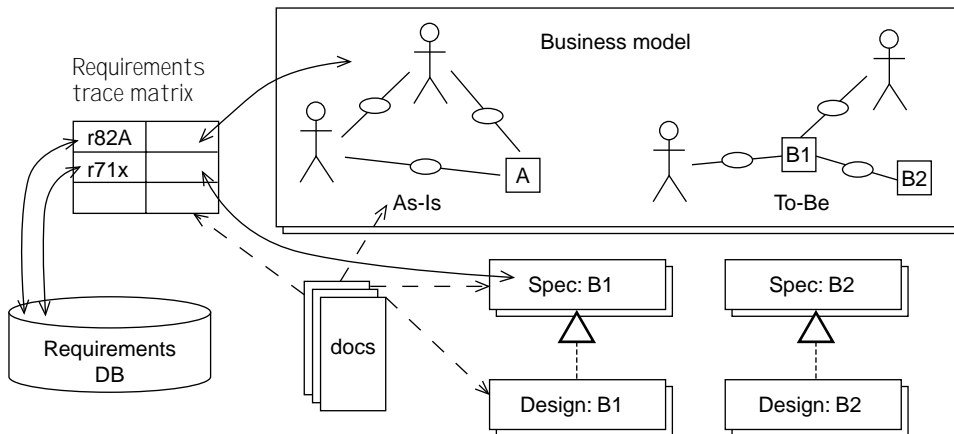 Business model
Requirements
trace matrix
r82A
r71x
A
B1
B2
As-Is
To-Be
Spec: B1
Spec: B2
Requirements
DB
docs
Design: B1
Design: B2